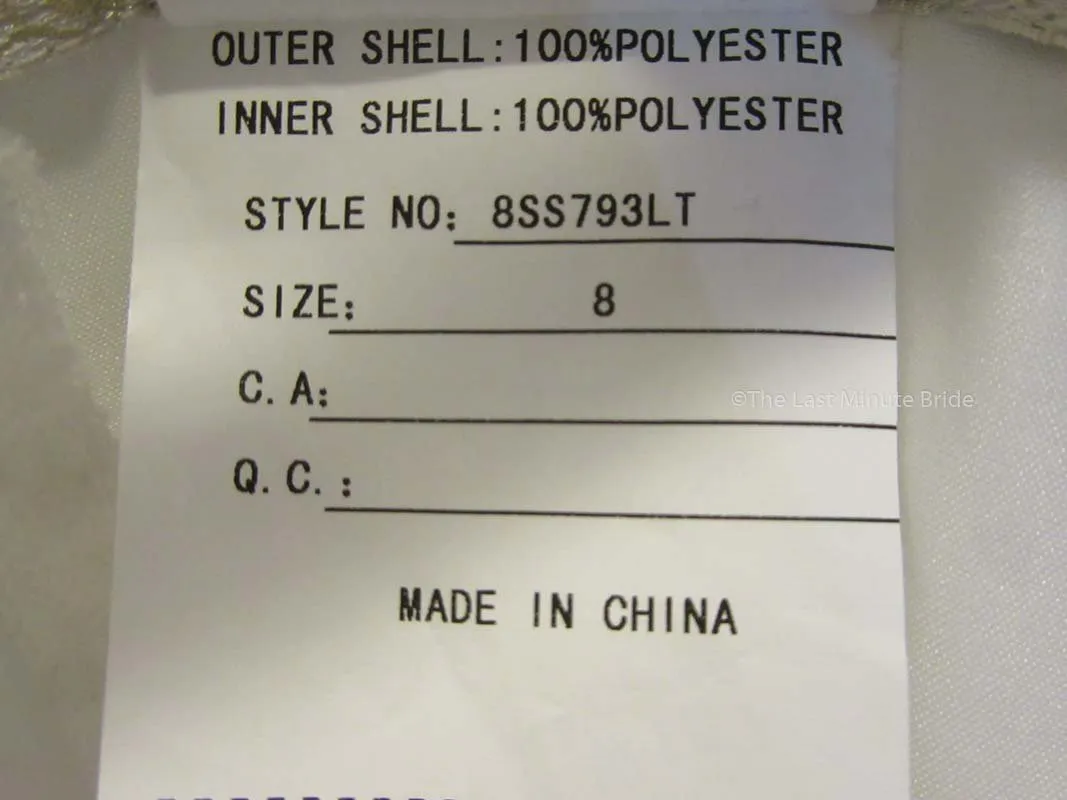 OUTER SHELL:100%POLYESTER
INNER SHELL:100%POLYESTER
STYLE NO: 8SS793LT
SIZE: 8
C. A:
©The Last Minute Bride
Q. C. :
MADE IN CHINA